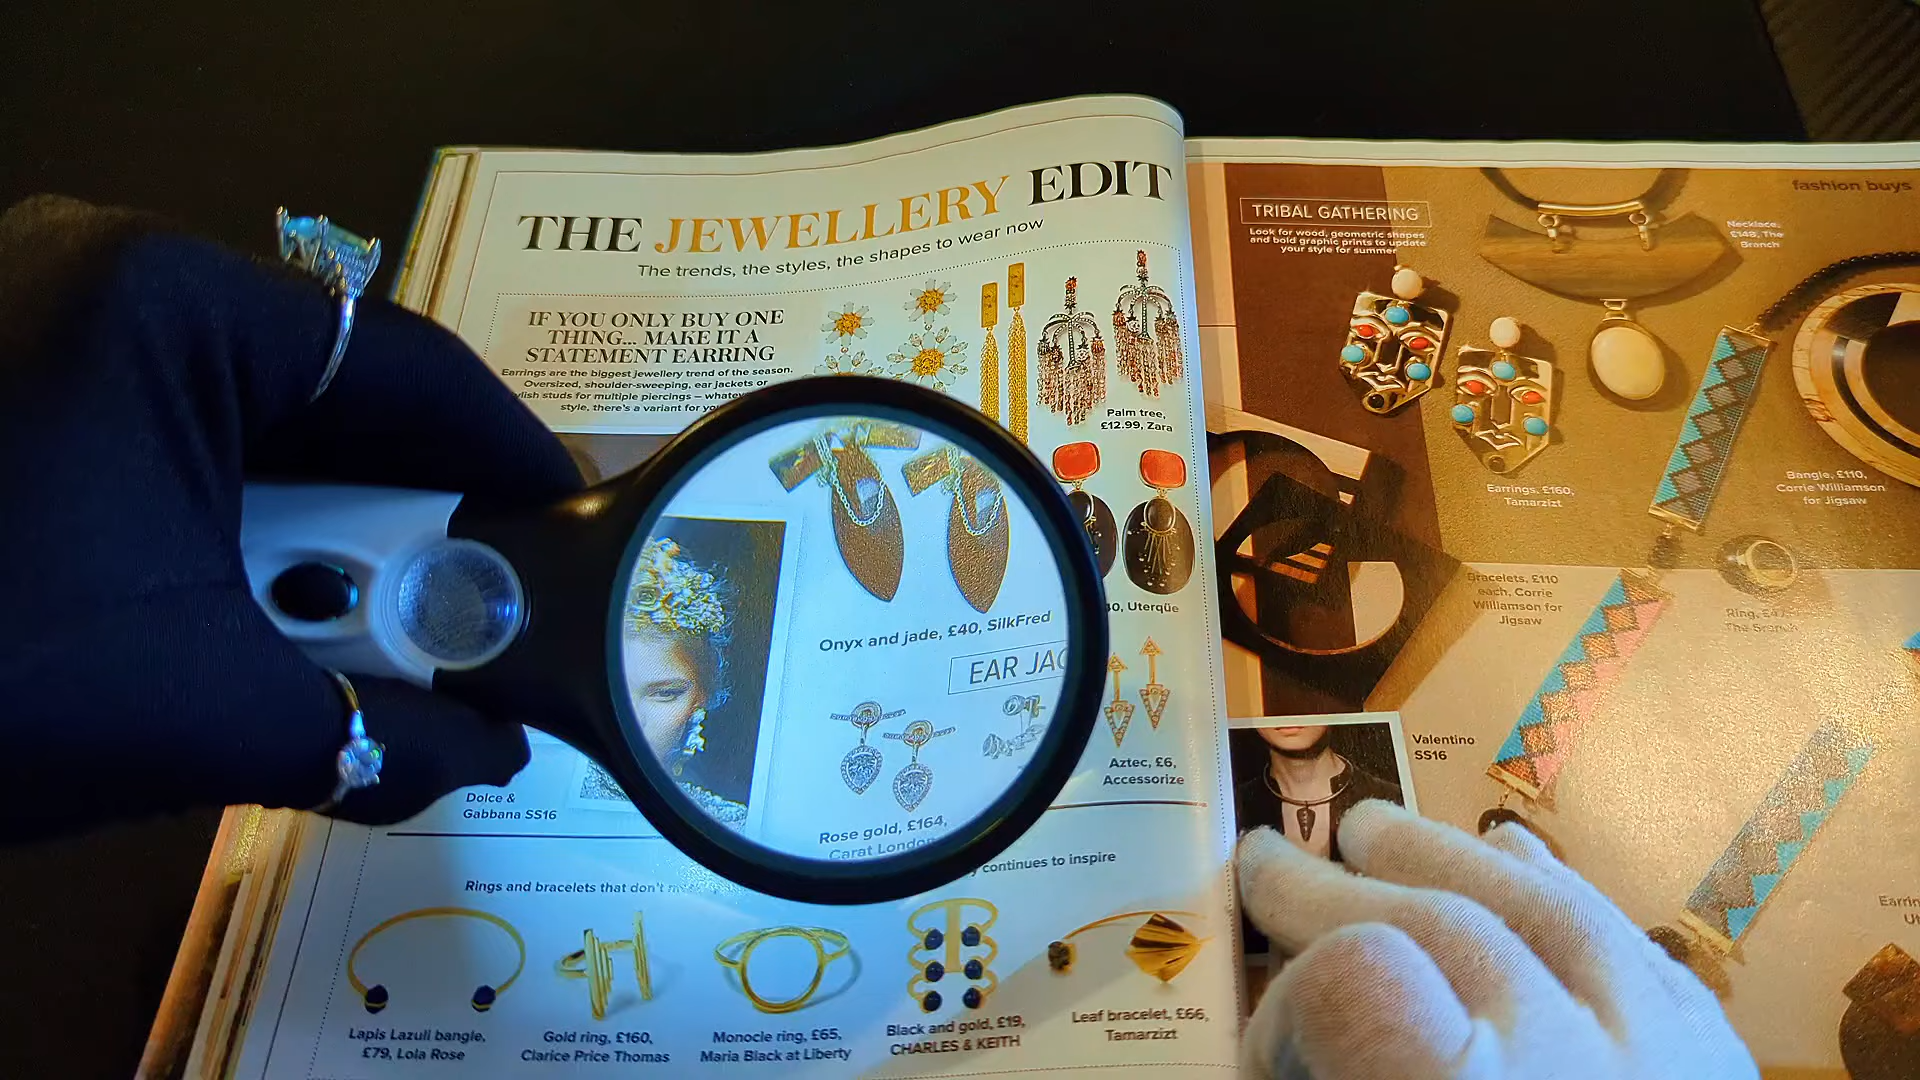 THE JEWELLERY EDIT
The trends, the styles, the shapes to wear now
IF YOU ONLY BUY ONE
THING... MAKE IT A
STATEMENT EARRING
Earrings are the biggest jewellery trend of the season.
Oversized, shoulder-sweeping, ear jackets or
studs for multiple piercings –
style, there's a variant for
Palm tree,
£12.99, Zara
Uterqüe
Onyx and jade, £40, SilkFred
EAR JAC
Rose gold, £164,
Carat London
Aztec, £6,
Accessorize
Dolce &
Gabbana SS16
Rings and bracelets that don't
continues to inspire
Lapis Lazuli bangle,
£79, Lola Rose
Gold ring, £160,
Clarice Price Thomas
Monocle ring, £65,
Maria Black at Liberty
Black and gold, £19,
CHARLES & KEITH
Leaf bracelet, £66,
Tamarzizt
fashion buys
TRIBAL GATHERING
Look for wood, geometric shapes
and bold graphic prints to update
your style for summer
Necklace,
£148, The
Branch
Earrings, £160,
Tamarzizt
Bangle, £110,
Corrie Williamson
for Jigsaw
Bracelets, £110
each, Corrie
Williamson for
Jigsaw
Ring,
The Branch
Valentino
SS16